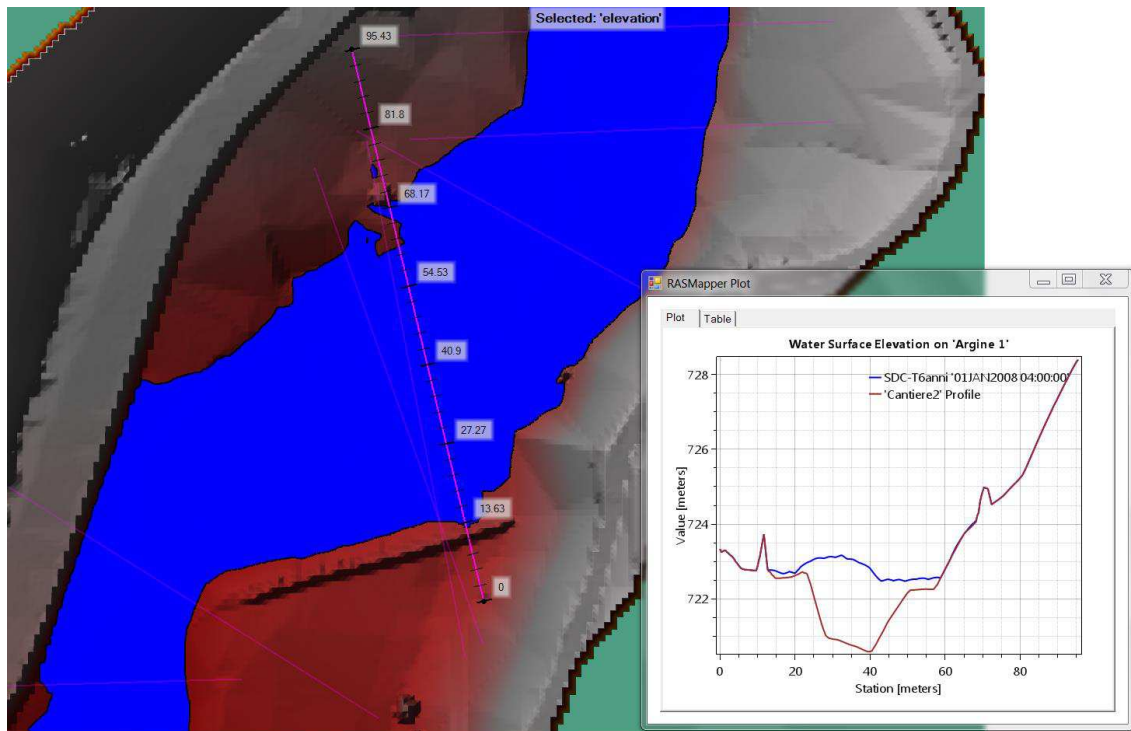 Selected: 'elevation'
95.43
81.8
68.17
54.53
40.9
27.27
13.63
0
RASMapper Plot
Plot
Table
Water Surface Elevation on 'Argine 1'
SDC-T6anni '01JAN2008 04:00:00'
'Cantiere2' Profile
728
726
724
722
Value [meters]
0 20 40 60 80
Station [meters]